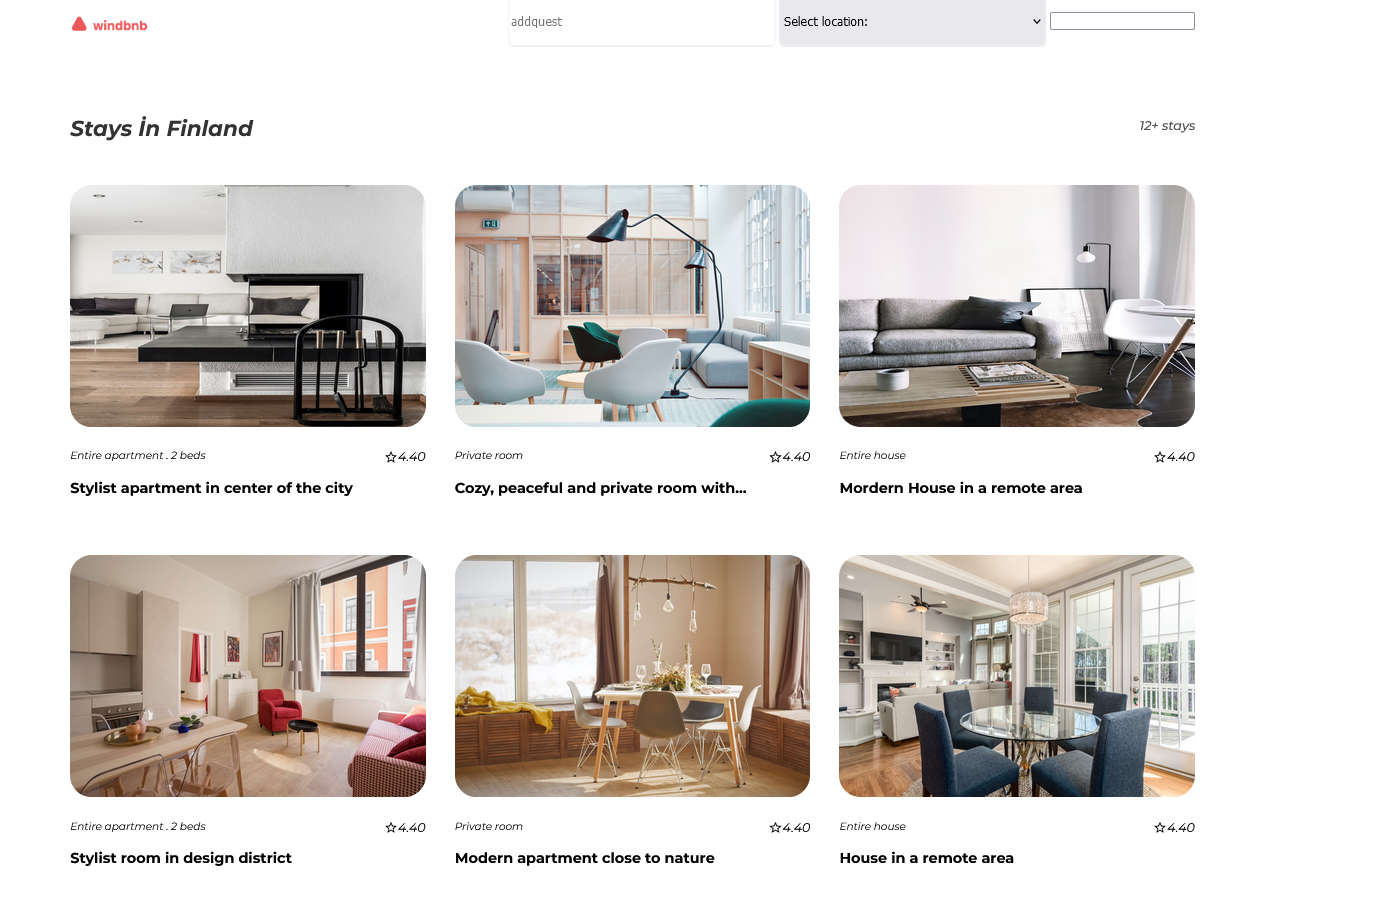 windbnb
addquest
Select location:
Stays İn Finland
12+ stays
Entire apartment . 2 beds
4.40
Private room
4.40
Entire house
4.40
Stylist apartment in center of the city
Cozy, peaceful and private room with...
Mordern House in a remote area
Entire apartment . 2 beds
4.40
Private room
4.40
Entire house
4.40
Stylist room in design district
Modern apartment close to nature
House in a remote area